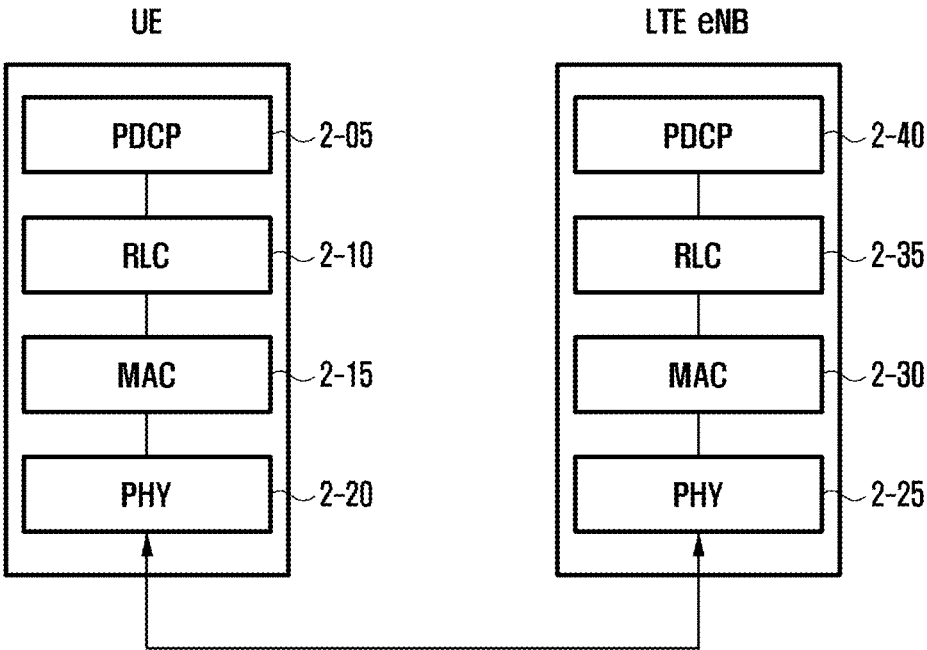 UE
LTE eNB
PDCP 2-05
PDCP 2-40
RLC 2-10
RLC 2-35
MAC 2-15
MAC 2-30
PHY 2-20
PHY 2-25